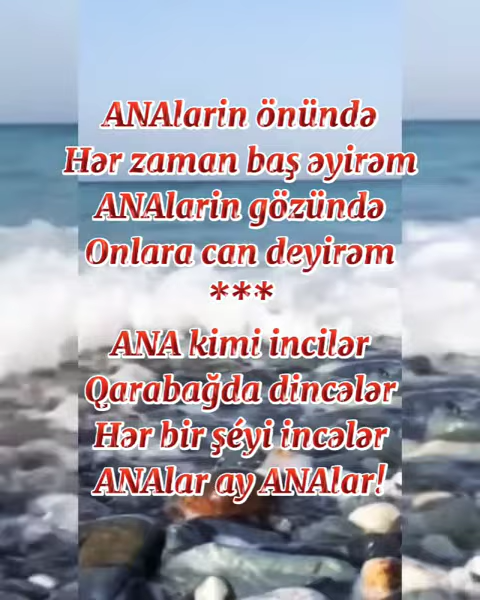 ANAlarin önündə
Hər zaman baş əyirəm
ANAlarin gözündə
Onlara can deyirəm
***
ANA kimi incilər
Qarabağda dincələr
Hər bir şéyi incələr
ANAlar ay ANAlar!